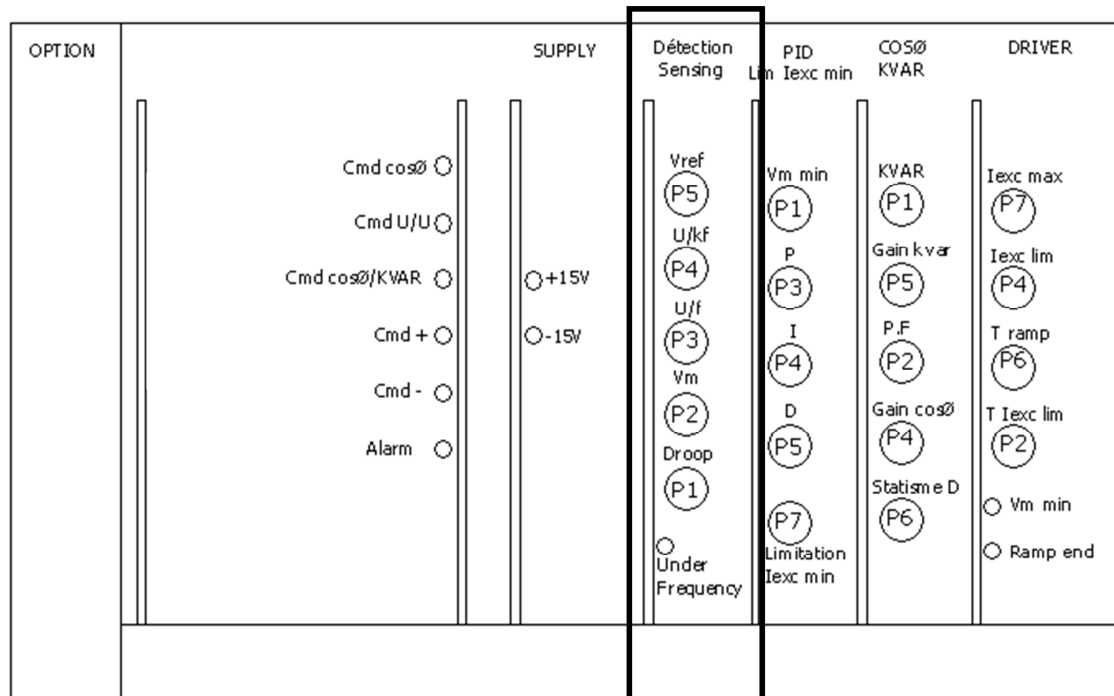 OPTION
SUPPLY
Cmd cosØ
Cmd U/U
Cmd cosØ/KVAR
Cmd +
Cmd -
Alarm
+15V
-15V
Détection
Sensing
Vref
P5
U/kf
P4
U/f
P3
Vm
P2
Droop
P1
Under
Frequency
PID
Lim Iexc min
Vm min
P1
P
P3
I
P4
D
P5
P7
Limitation
Iexc min
COSØ
KVAR
KVAR
P1
Gain kvar
P5
P.F
P2
Gain cosØ
P4
Statisme D
P6
DRIVER
Iexc max
P7
Iexc lim
P4
T ramp
P6
T Iexc lim
P2
Vm min
Ramp end